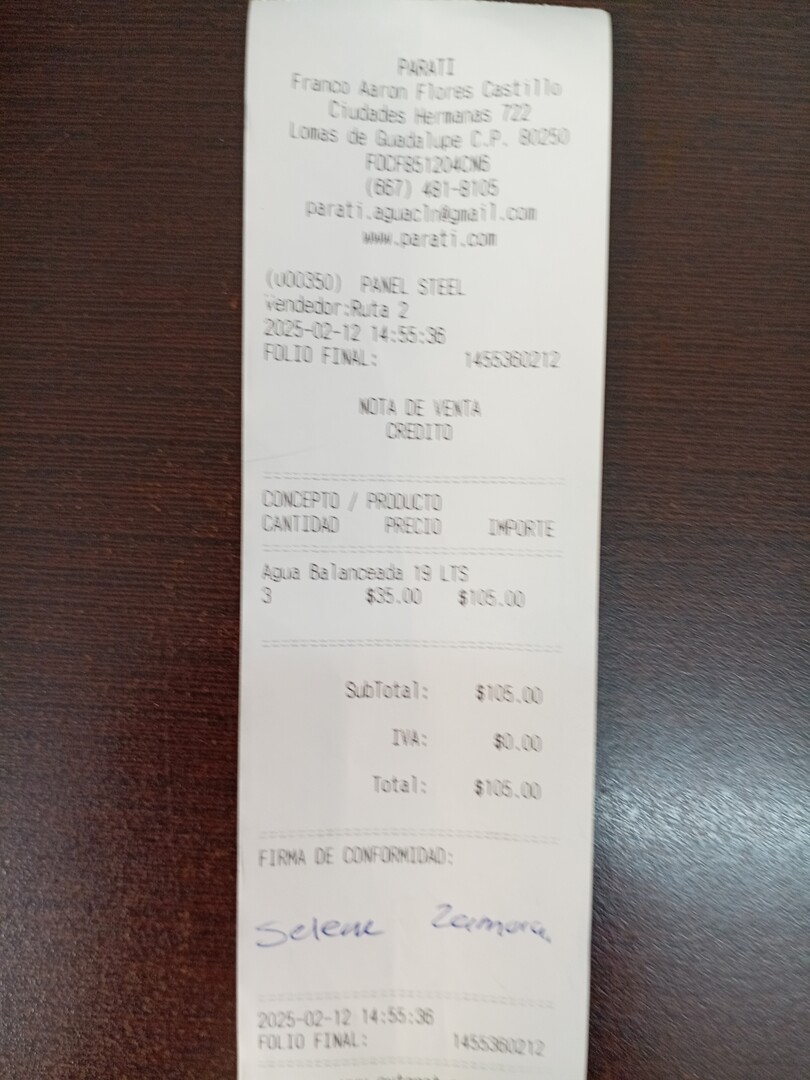 PARATI
Franco Aaron Flores Castillo
Ciudades Hermanas 722
Lomas de Guadalupe C.P. 80250
FOCF851204CN6
(667) 481-8105
parati.aguacln@gmail.com
www.parati.com
(u00350) PANEL STEEL
Vendedor:Ruta 2
2025-02-12 14:55:36
FOLIO FINAL: 1455360212
NOTA DE VENTA
CREDITO
CONCEPTO / PRODUCTO
CANTIDAD PRECIO IMPORTE
Agua Balanceada 19 LTS
3 $35.00 $105.00
SubTotal: $105.00
IVA: $0.00
Total: $105.00
FIRMA DE CONFORMIDAD:
Selene Zamora
2025-02-12 14:55:36
FOLIO FINAL: 1455360212